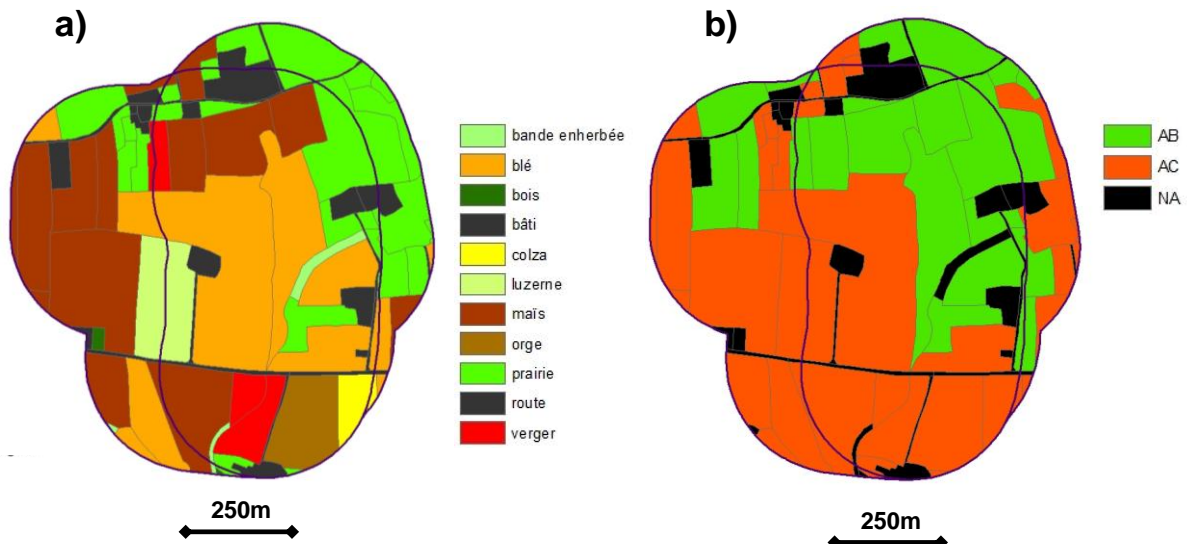 a)
b)
bande enherbée
blé
bois
bâti
colza
luzerne
maïs
orge
prairie
route
verger
AB
AC
NA
250m
250m